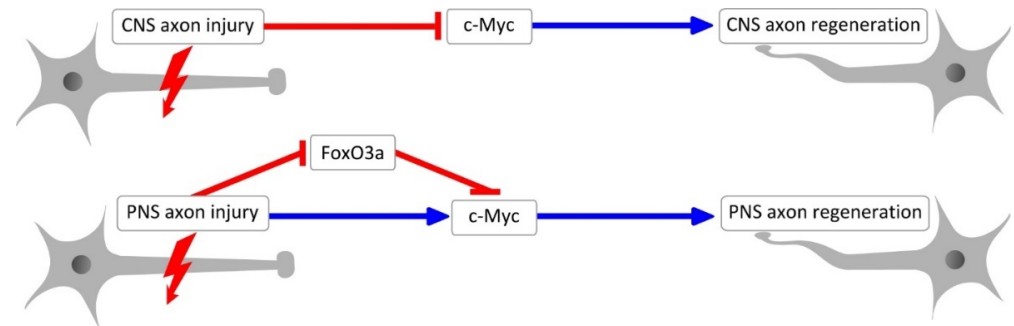 CNS axon injury
c-Myc
CNS axon regeneration
FoxO3a
PNS axon injury
c-Myc
PNS axon regeneration